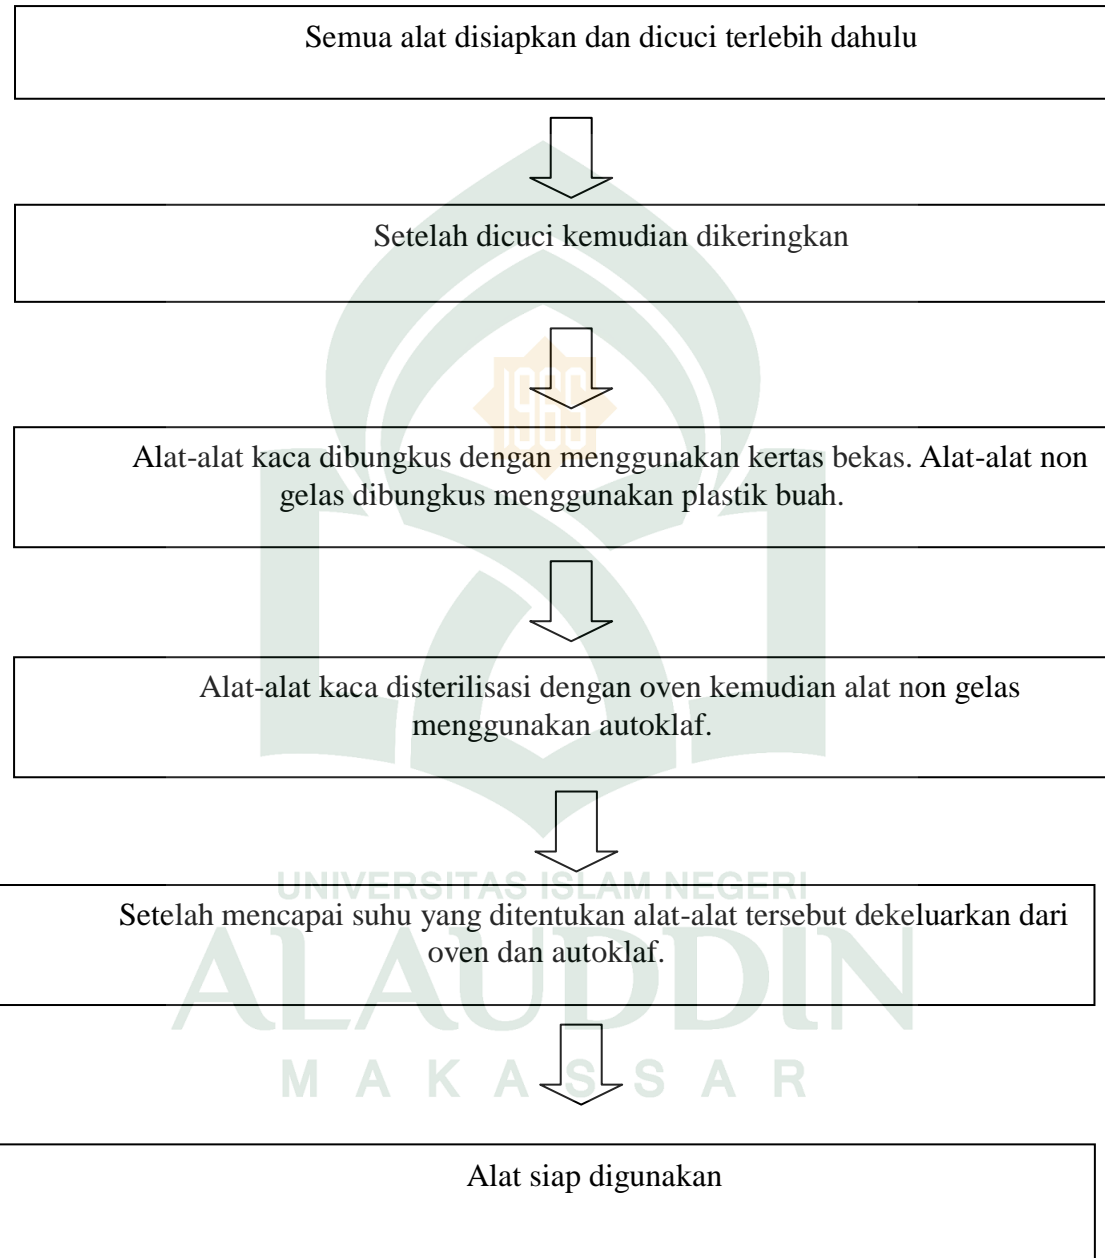 Semua alat disiapkan dan dicuci terlebih dahulu
Setelah dicuci kemudian dikeringkan
1965
Alat-alat kaca dibungkus dengan menggunakan kertas bekas. Alat-alat non
gelas dibungkus menggunakan plastik buah.
Alat-alat kaca disterilisasi dengan oven kemudian alat non gelas
menggunakan autoklaf.
UNIVERSITAS ISLAM NEGERI
Setelah mencapai suhu yang ditentukan alat-alat tersebut dekeluarkan dari
oven dan autoklaf.
ALAUDDIN
MAKASSAR
Alat siap digunakan